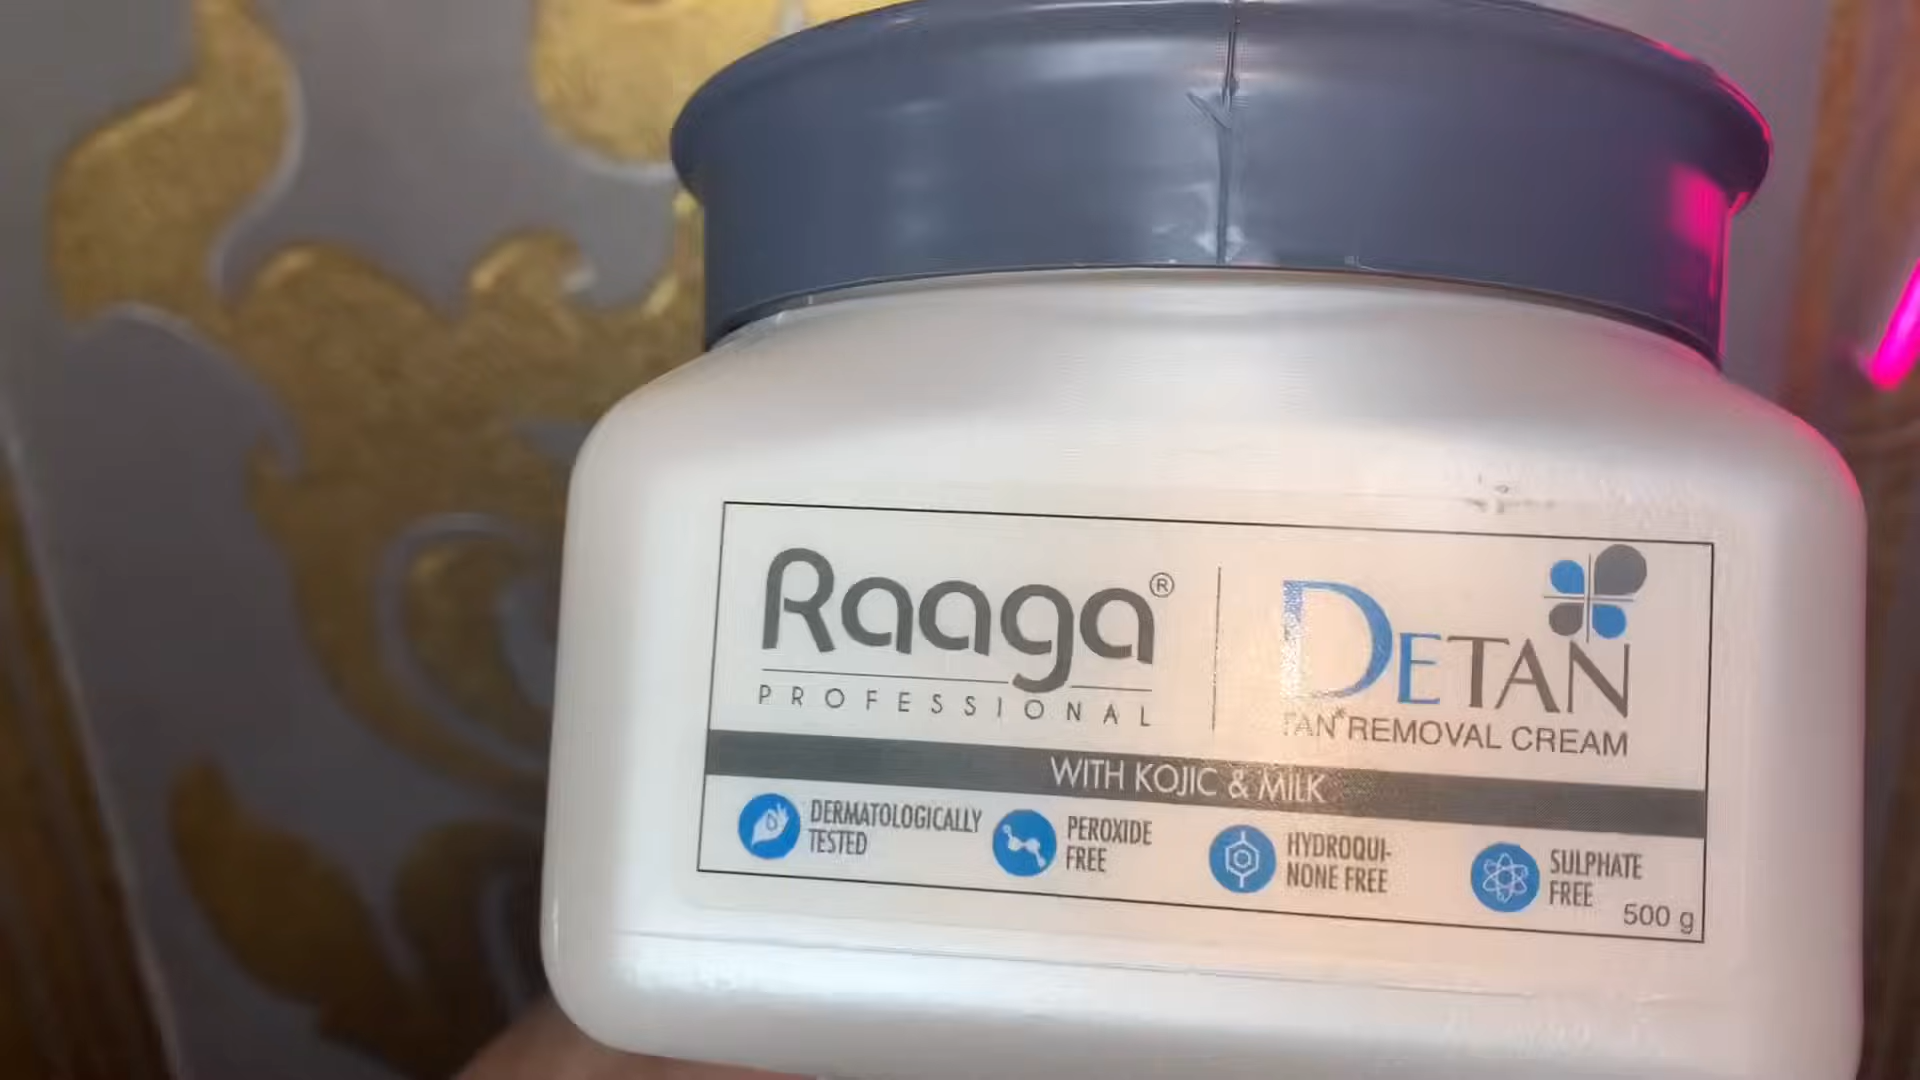 Raaga®
PROFESSIONAL
DETAN
TAN* REMOVAL CREAM
WITH KOJIC & MILK
DERMATOLOGICALLY
TESTED
PEROXIDE
FREE
HYDROQUI-
NONE FREE
SULPHATE
FREE
500 g